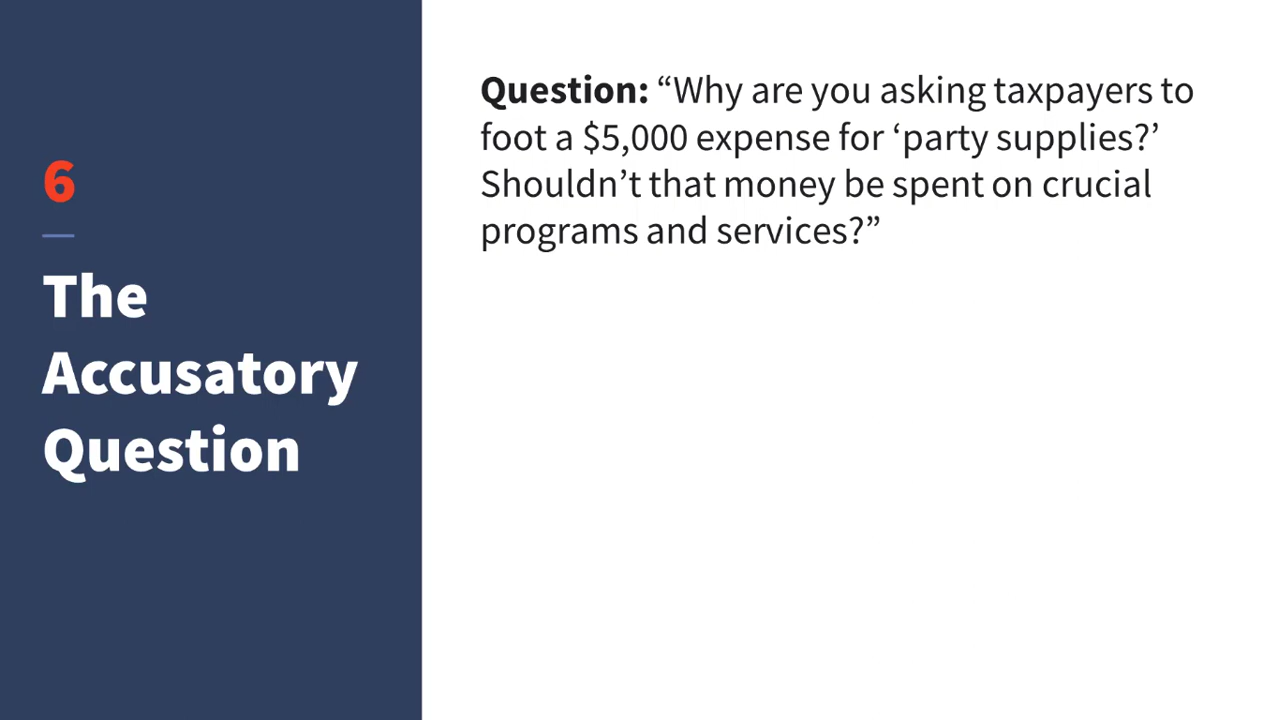 6
The
Accusatory
Question
Question: “Why are you asking taxpayers to
foot a $5,000 expense for ‘party supplies?’
Shouldn’t that money be spent on crucial
programs and services?”